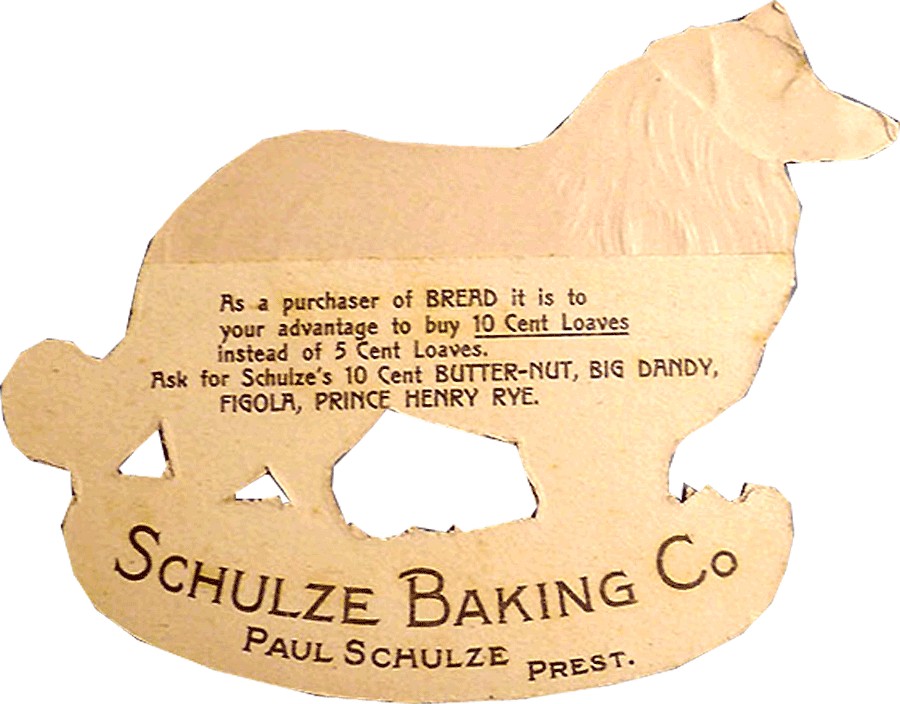 As a purchaser of BREAD it is to
your advantage to buy 10 Cent Loaves
instead of 5 Cent Loaves.
Ask for Schulze's 10 Cent BUTTER-NUT, BIG DANDY,
FIGOLA, PRINCE HENRY RYE.
SCHULZE BAKING CO
PAUL SCHULZE PREST.